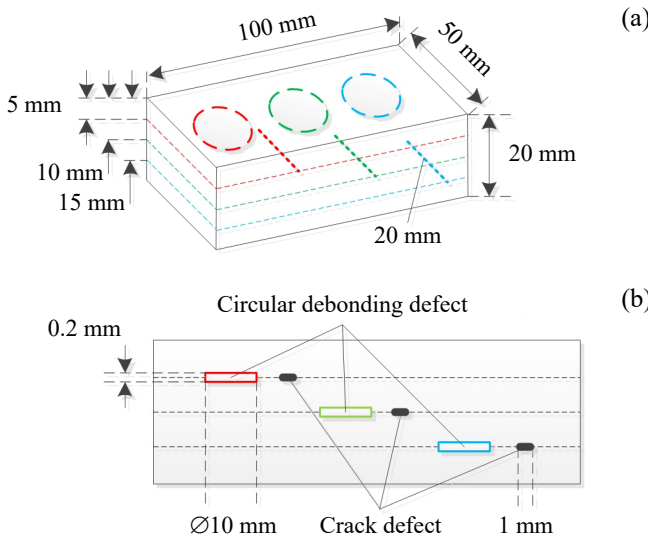 (a)
100 mm
50 mm
5 mm
10 mm
15 mm
20 mm
20 mm
(b)
Circular debonding defect
0.2 mm
∅10 mm
Crack defect
1 mm